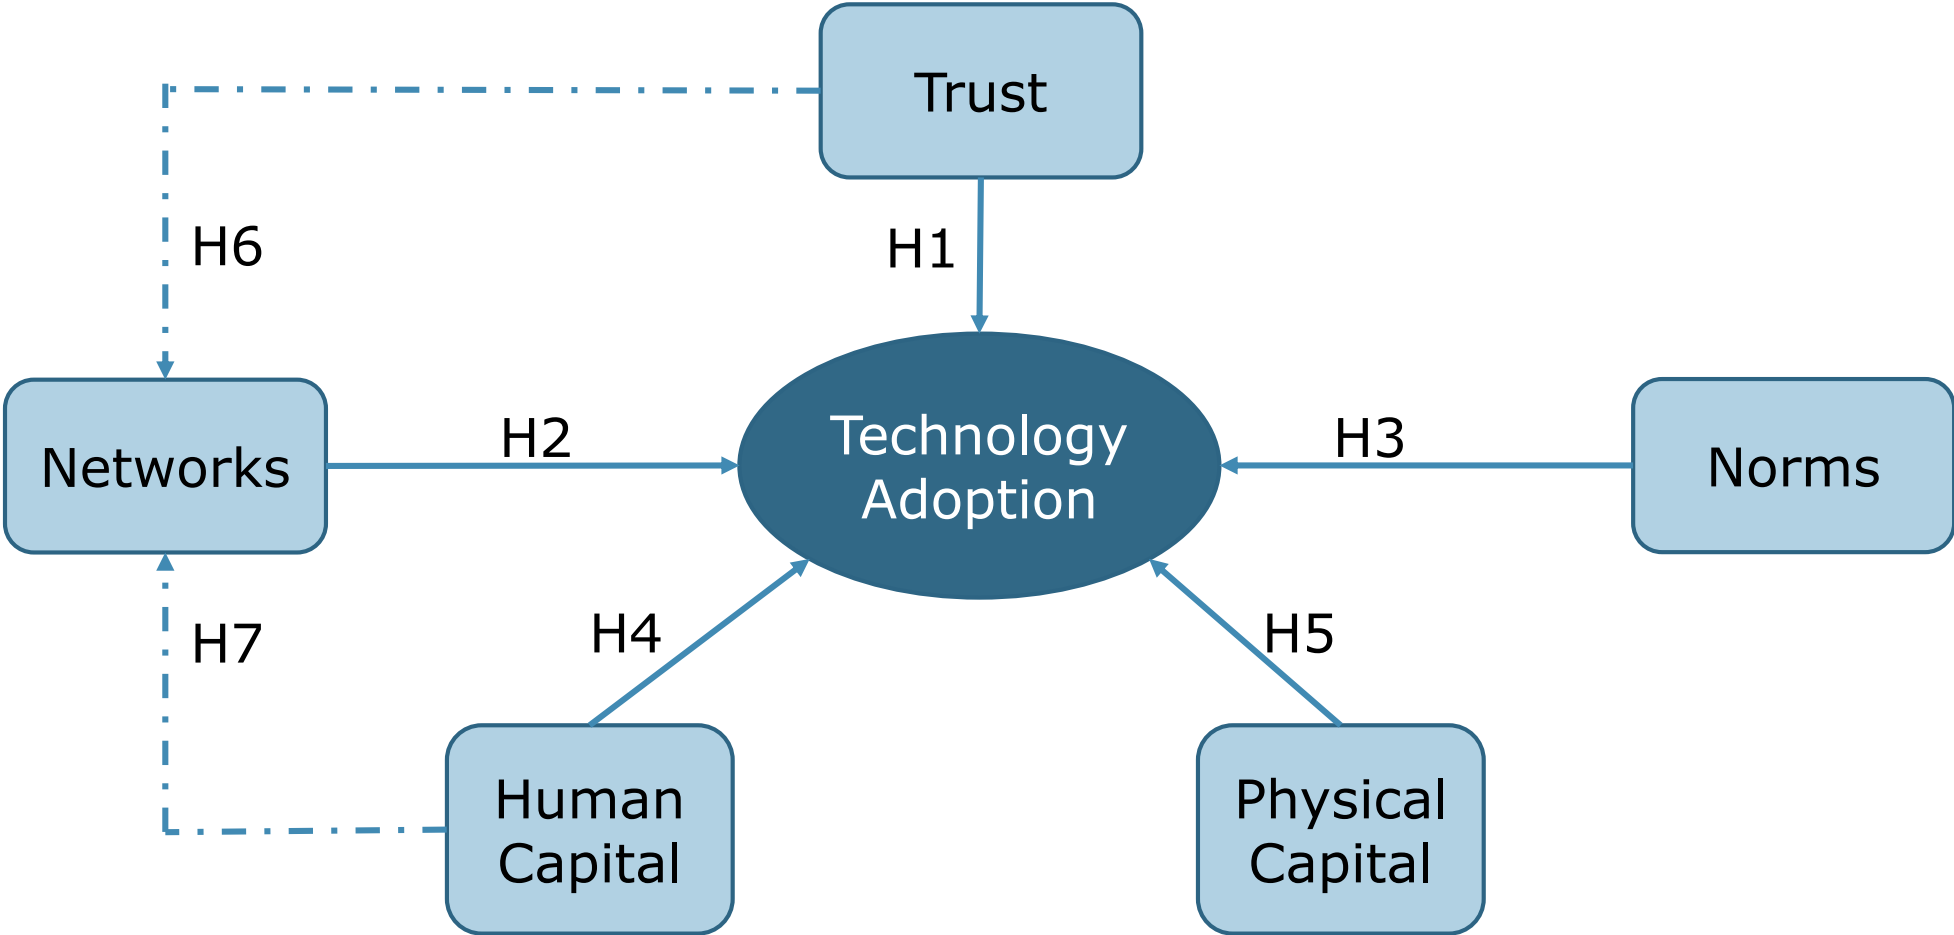 Trust
H6
H1
Networks
H2
Technology
Adoption
H3
Norms
H7
H4
H5
Human
Capital
Physical
Capital